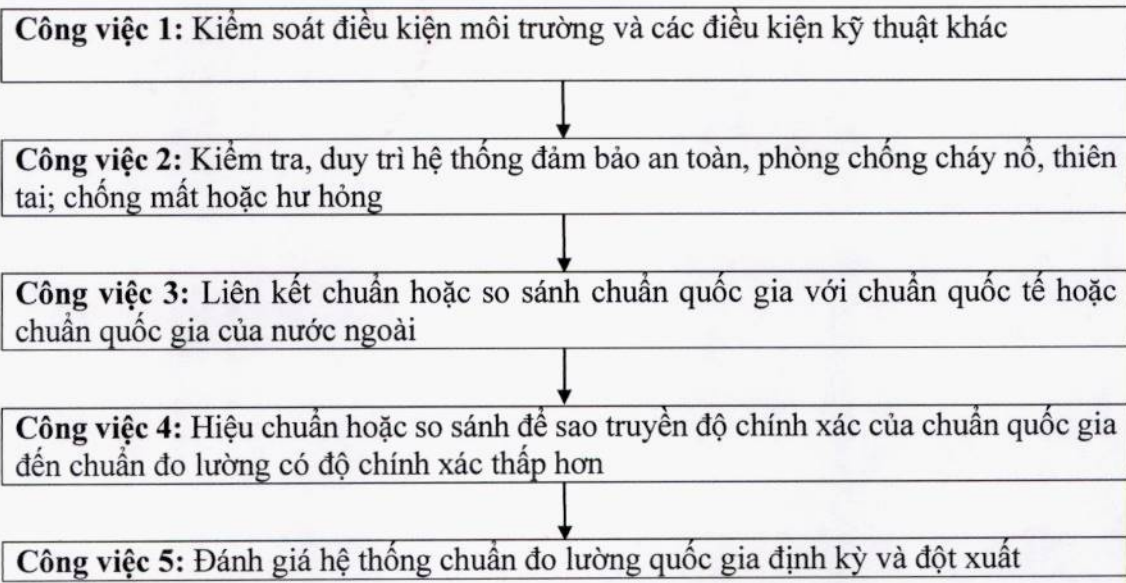 Công việc 1: Kiểm soát điều kiện môi trường và các điều kiện kỹ thuật khác
Công việc 2: Kiểm tra, duy trì hệ thống đảm bảo an toàn, phòng chống cháy nổ, thiên
tai; chống mất hoặc hư hỏng
Công việc 3: Liên kết chuẩn hoặc so sánh chuẩn quốc gia với chuẩn quốc tế hoặc
chuẩn quốc gia của nước ngoài
Công việc 4: Hiệu chuẩn hoặc so sánh để sao truyền độ chính xác của chuẩn quốc gia
đến chuẩn đo lường có độ chính xác thấp hơn
Công việc 5: Đánh giá hệ thống chuẩn đo lường quốc gia định kỳ và đột xuất